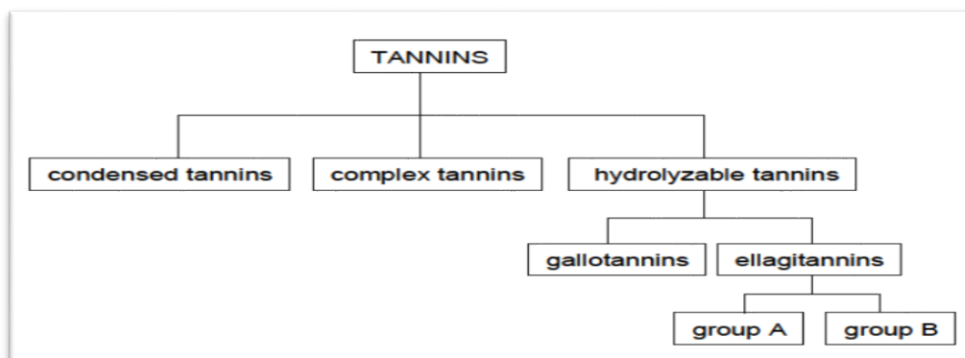 TANNINS
condensed tannins
complex tannins
hydrolyzable tannins
gallotannins
ellagitannins
group A
group B